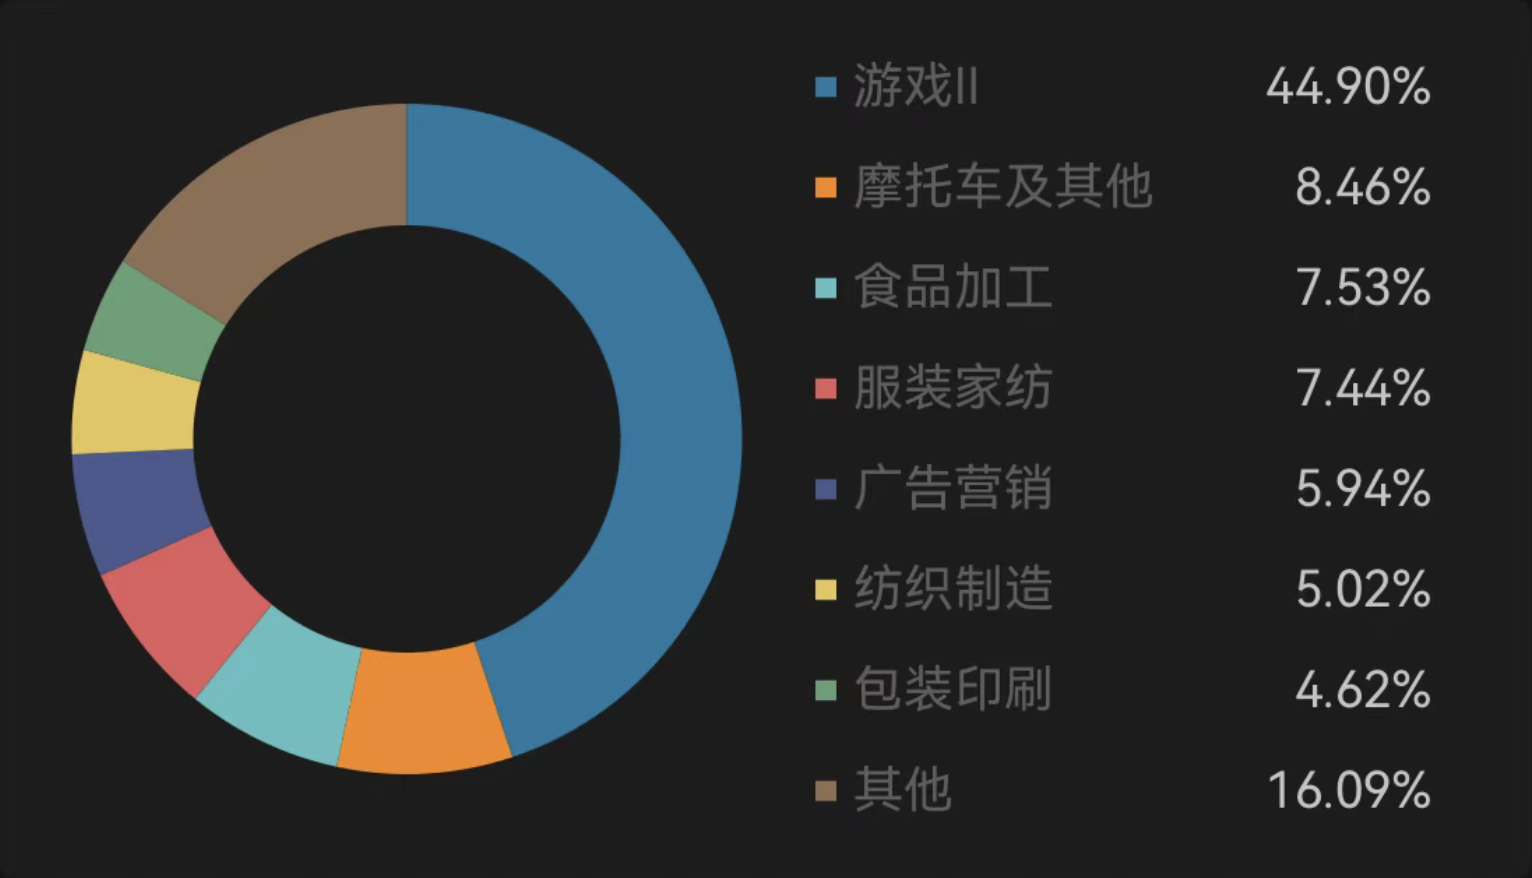 游戏II 44.90%
摩托车及其他 8.46%
食品加工 7.53%
服装家纺 7.44%
广告营销 5.94%
纺织制造 5.02%
包装印刷 4.62%
其他 16.09%